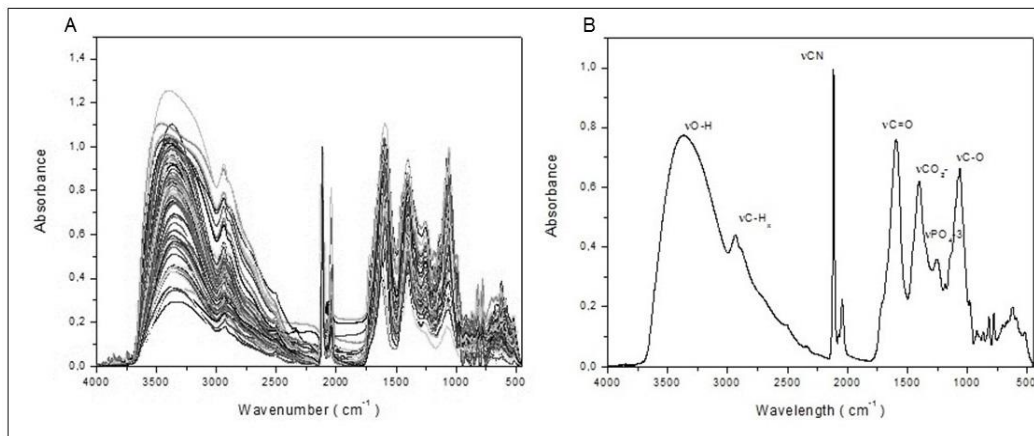 A
Absorbance
1,4
1,2
1,0
0,8
0,6
0,4
0,2
0,0
4000 3500 3000 2500 2000 1500 1000 500
Wavenumber ( cm⁻¹ )
B
Absorbance
1,0
0,8
0,6
0,4
0,2
0,0
νCN
νO-H
νC=O
νCO₂-
νC-O
νC-Hₓ
νPO₄-3
4000 3500 3000 2500 2000 1500 1000 500
Wavelength ( cm⁻¹ )